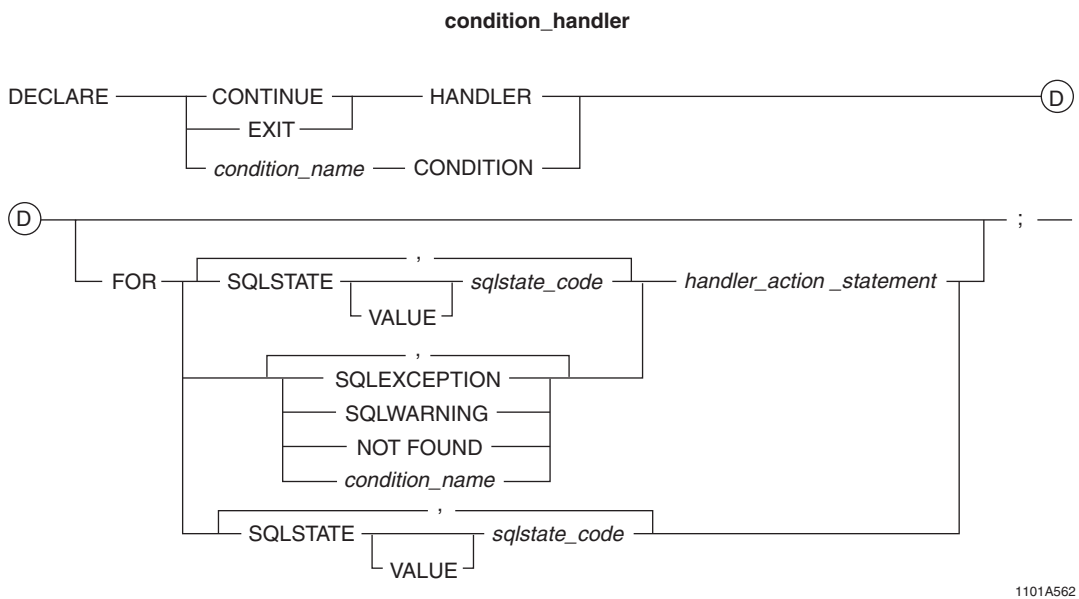 condition_handler
DECLARE CONTINUE HANDLER D
EXIT
condition_name CONDITION
D ;
,
FOR SQLSTATE sqlstate_code handler_action _statement
VALUE
,
SQLEXCEPTION
SQLWARNING
NOT FOUND
condition_name
,
SQLSTATE sqlstate_code
VALUE
1101A562